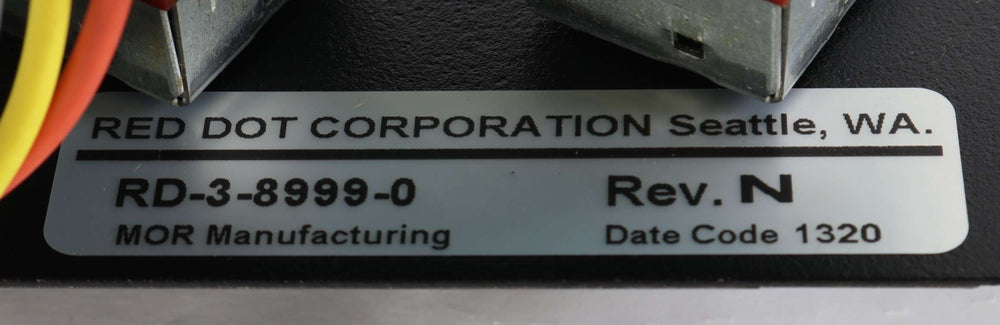 RED DOT CORPORATION Seattle, WA.
RD-3-8999-0 Rev. N
MOR Manufacturing Date Code 1320